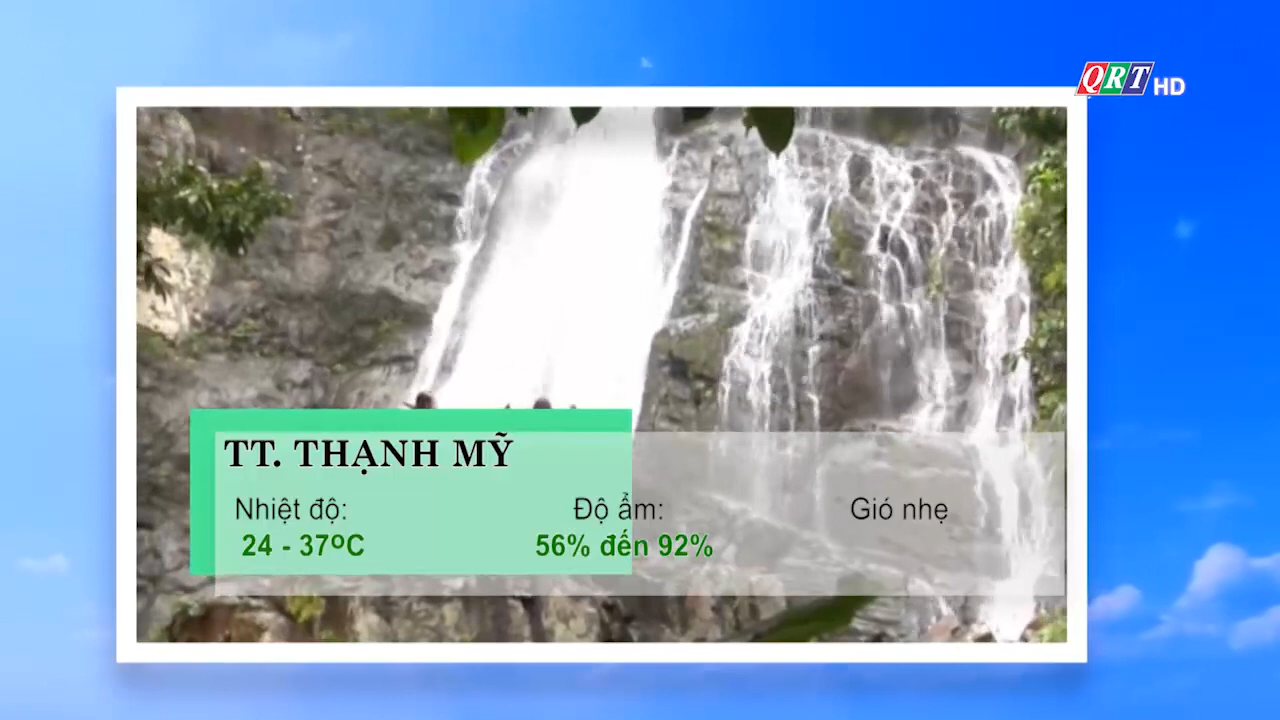 QRT HD
TT. THẠNH MỸ
Nhiệt độ: Độ ẩm: Gió nhẹ
24 - 37ºC 56% đến 92%